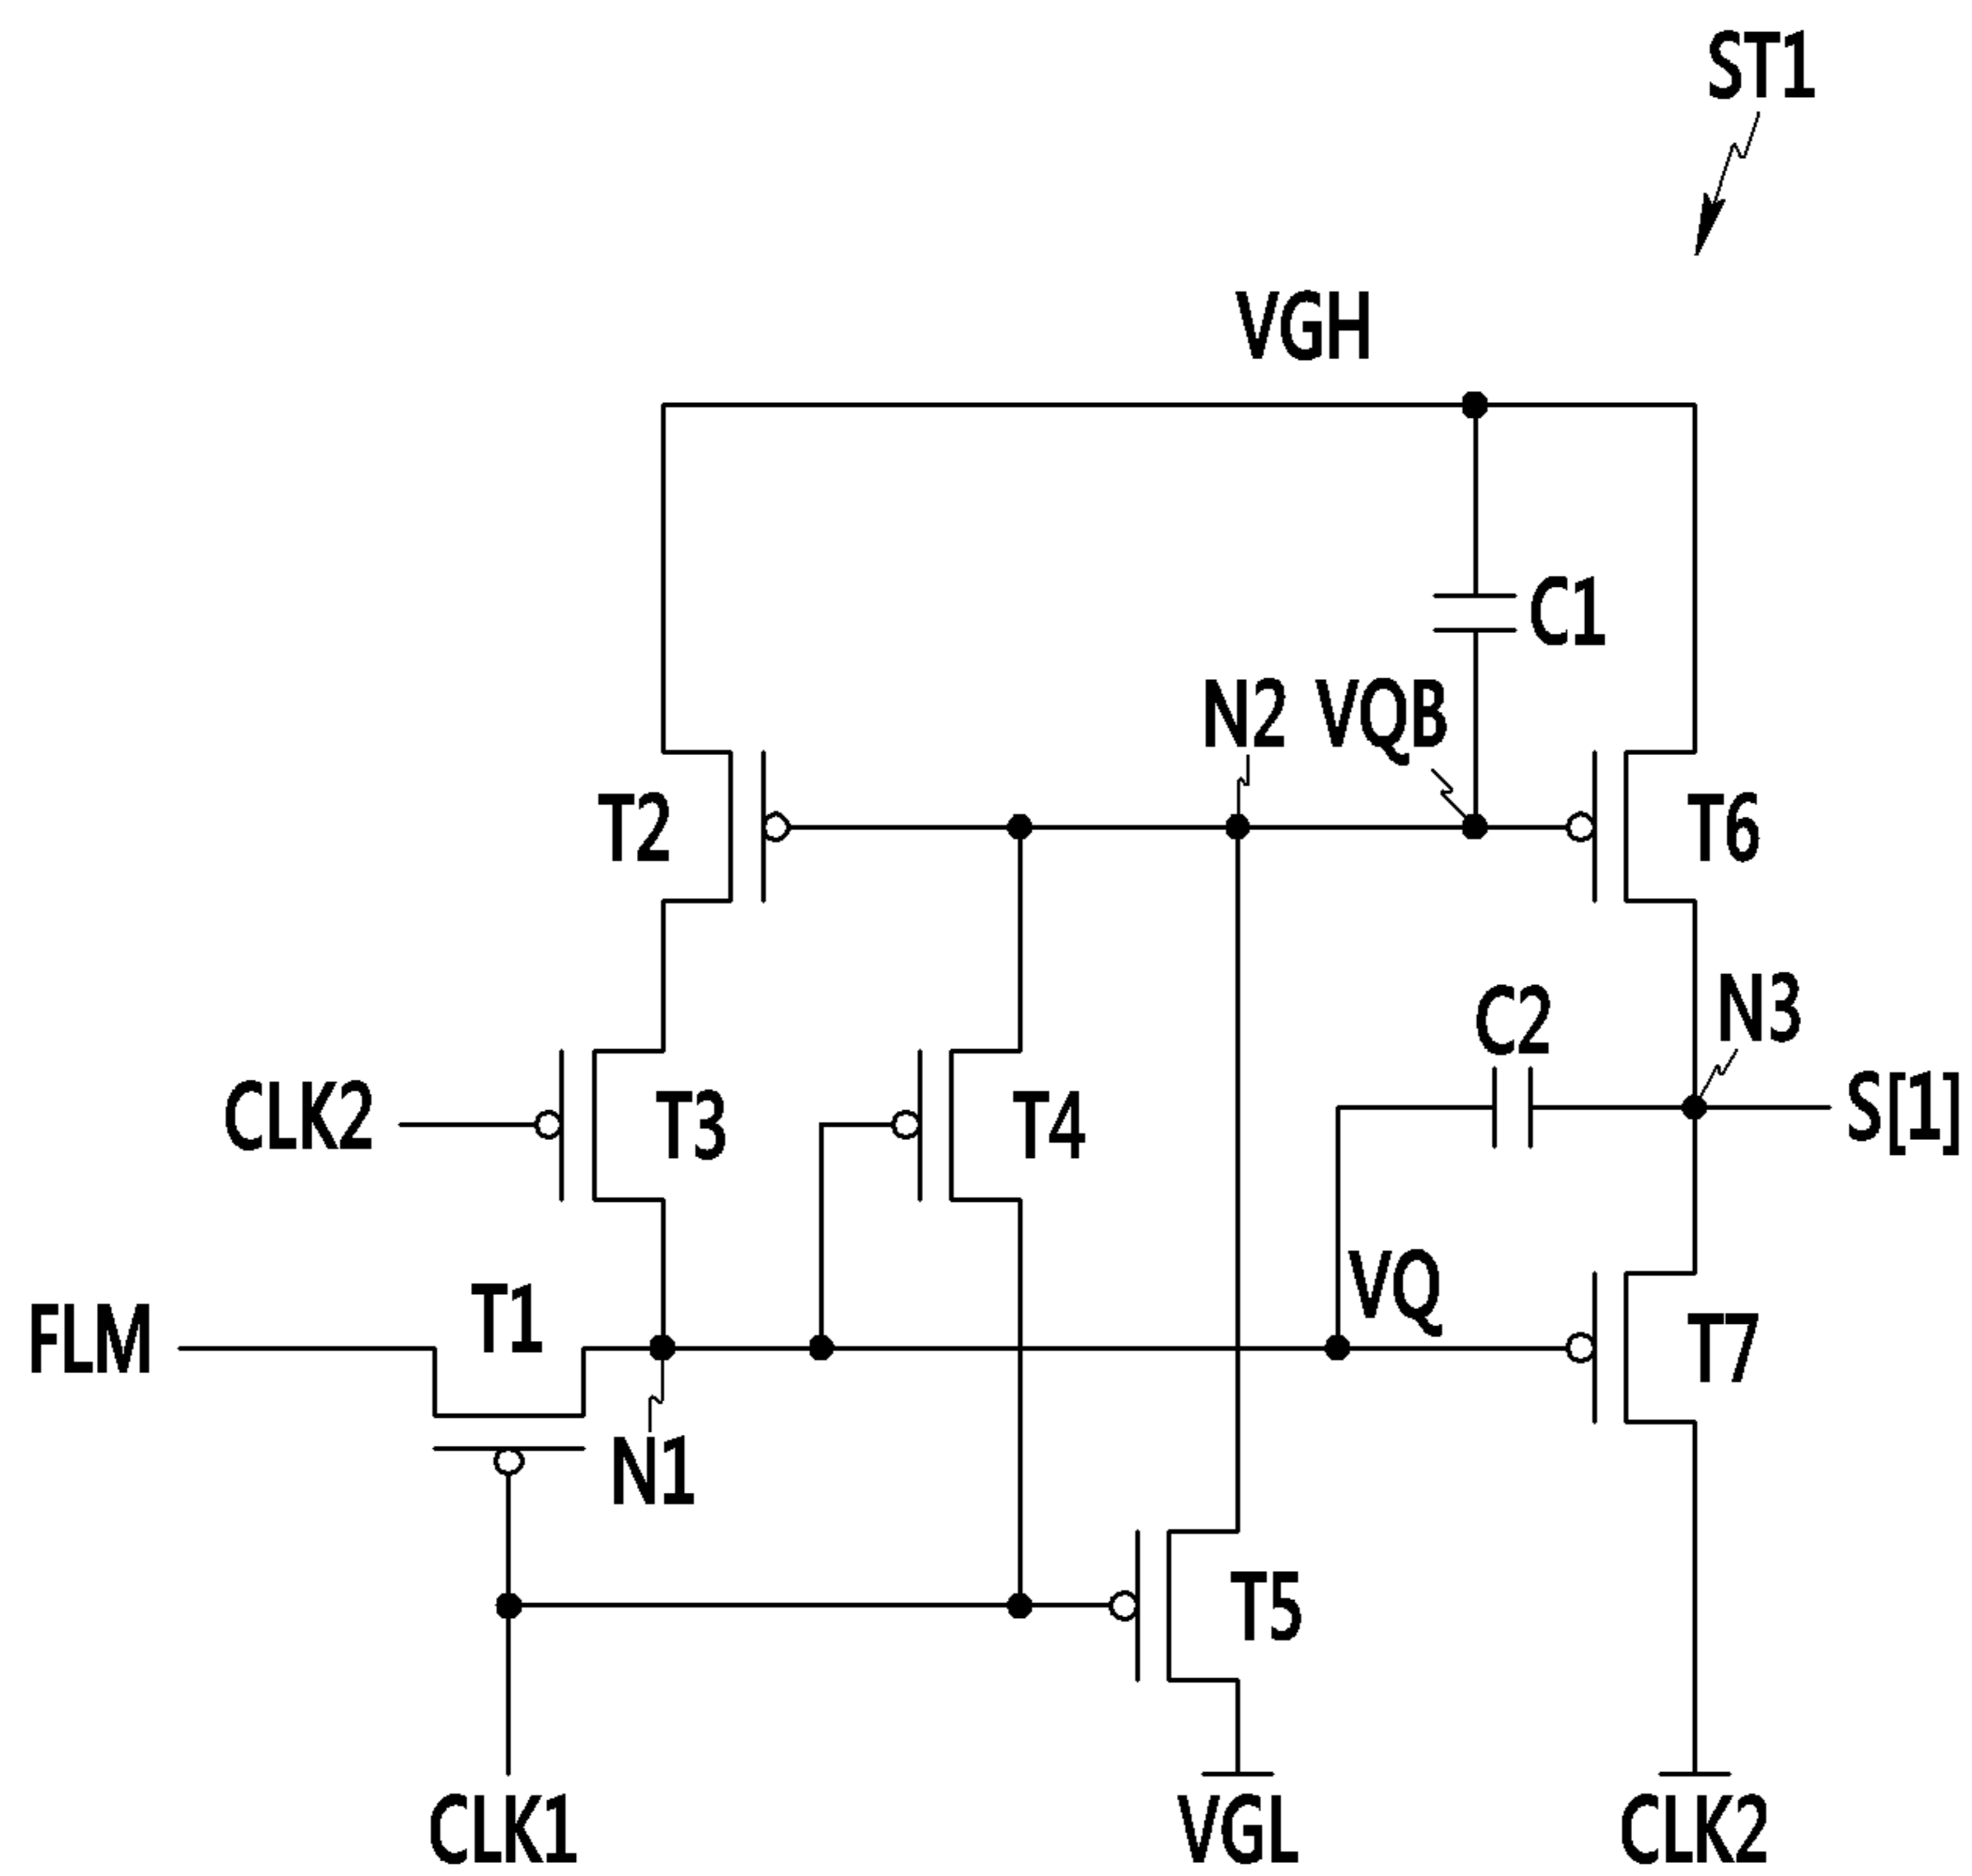 ST1
VGH
C1
N2 VQB
T2
T6
C2
N3
CLK2
T3
T4
S[1]
VQ
FLM
T1
T7
N1
T5
CLK1
VGL
CLK2